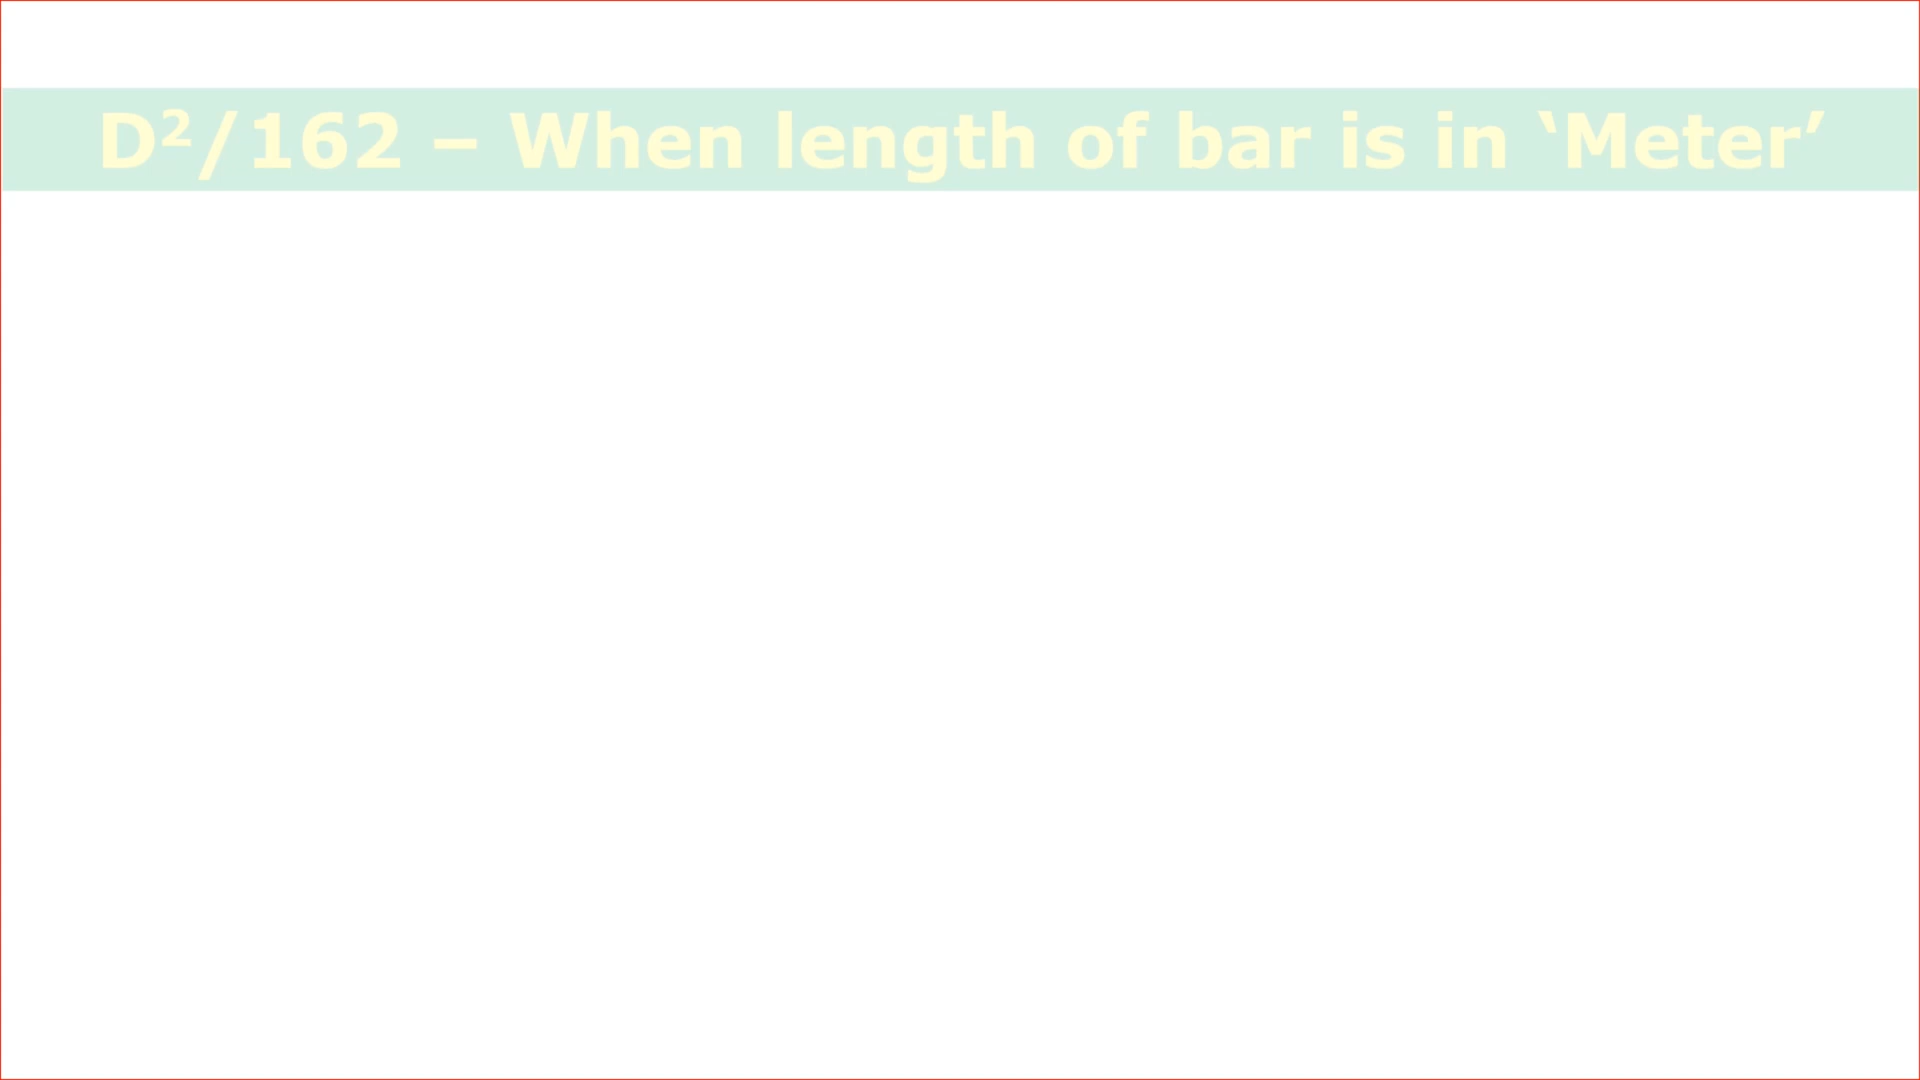 D²/162 – When length of bar is in ‘Meter’